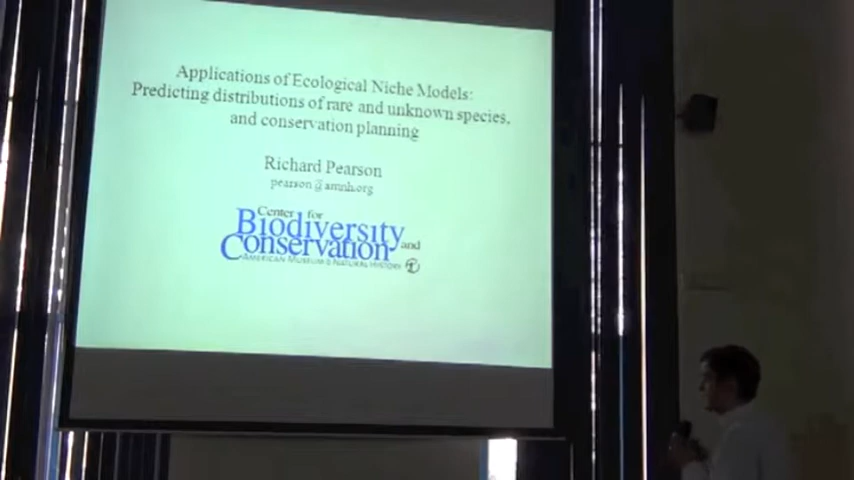 Applications of Ecological Niche Models:
Predicting distributions of rare and unknown species,
and conservation planning
Richard Pearson
pearson@amnh.org
Center for
Biodiversity and
Conservation
American Museum & Natural History